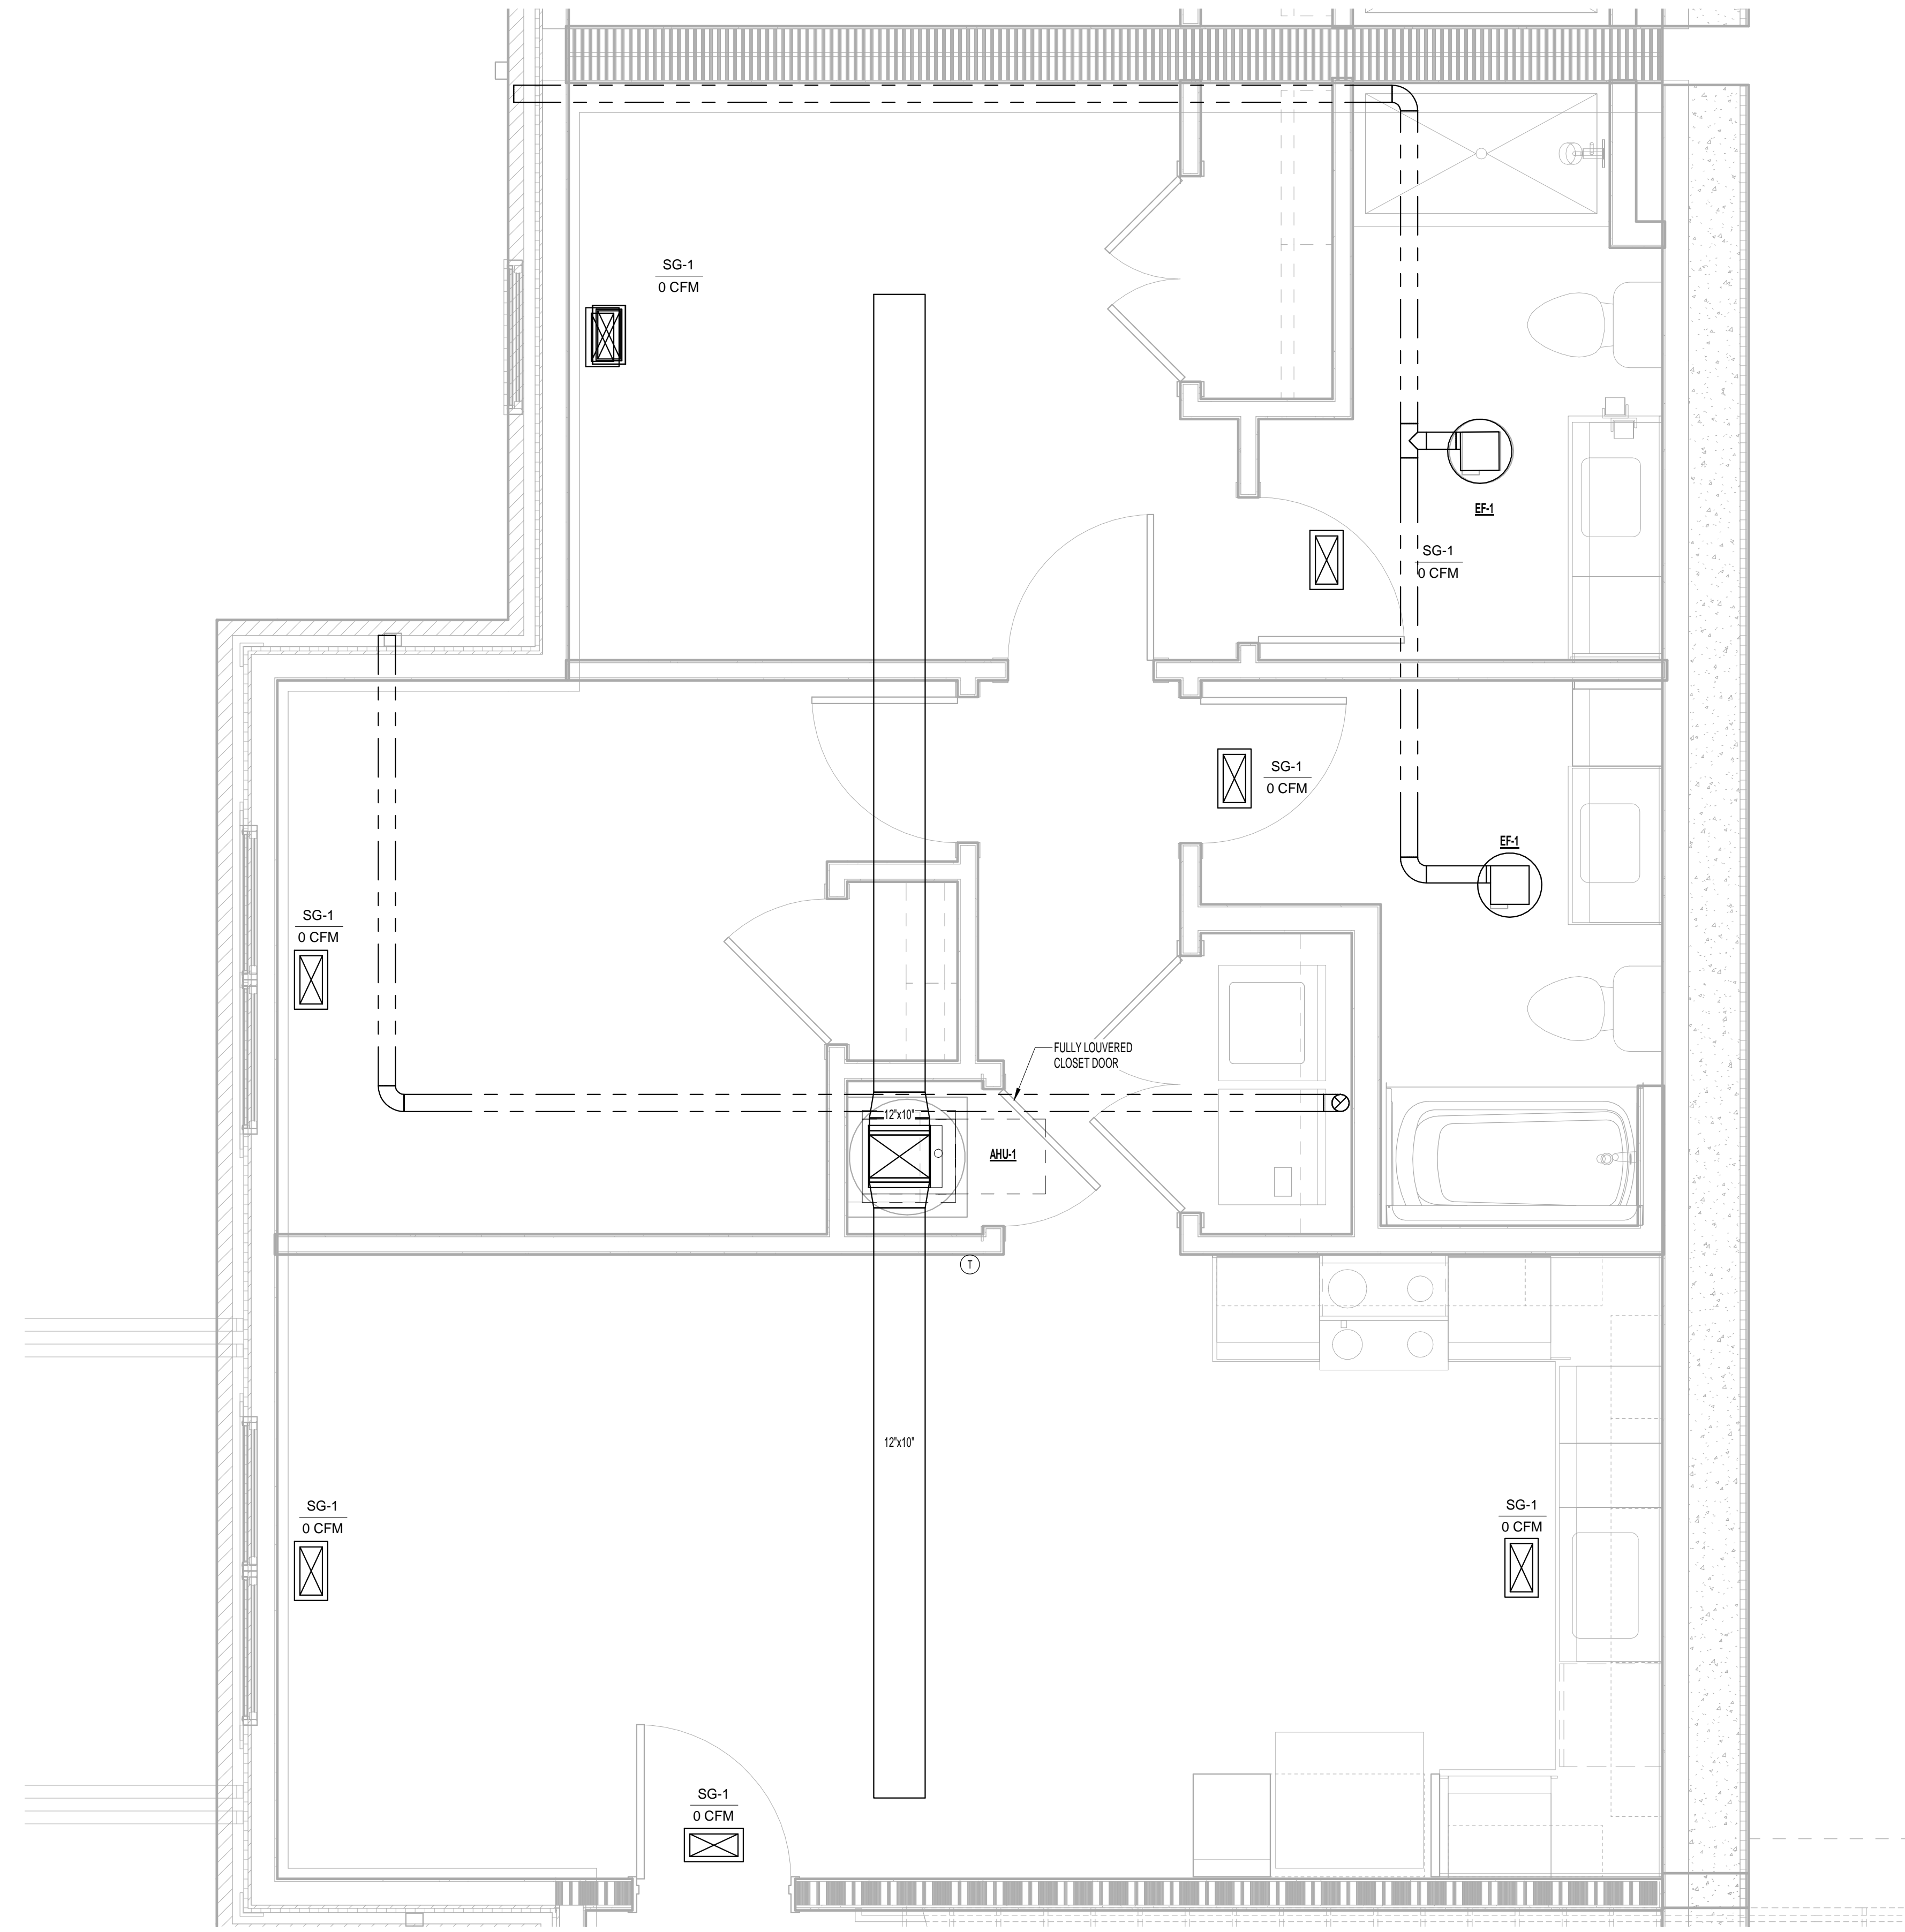 SG-1
0 CFM
EF-1
SG-1
0 CFM
SG-1
0 CFM
EF-1
SG-1
0 CFM
FULLY LOUVERED
CLOSET DOOR
12"x10"
AHU-1
T
12"x10"
SG-1
0 CFM
SG-1
0 CFM
SG-1
0 CFM